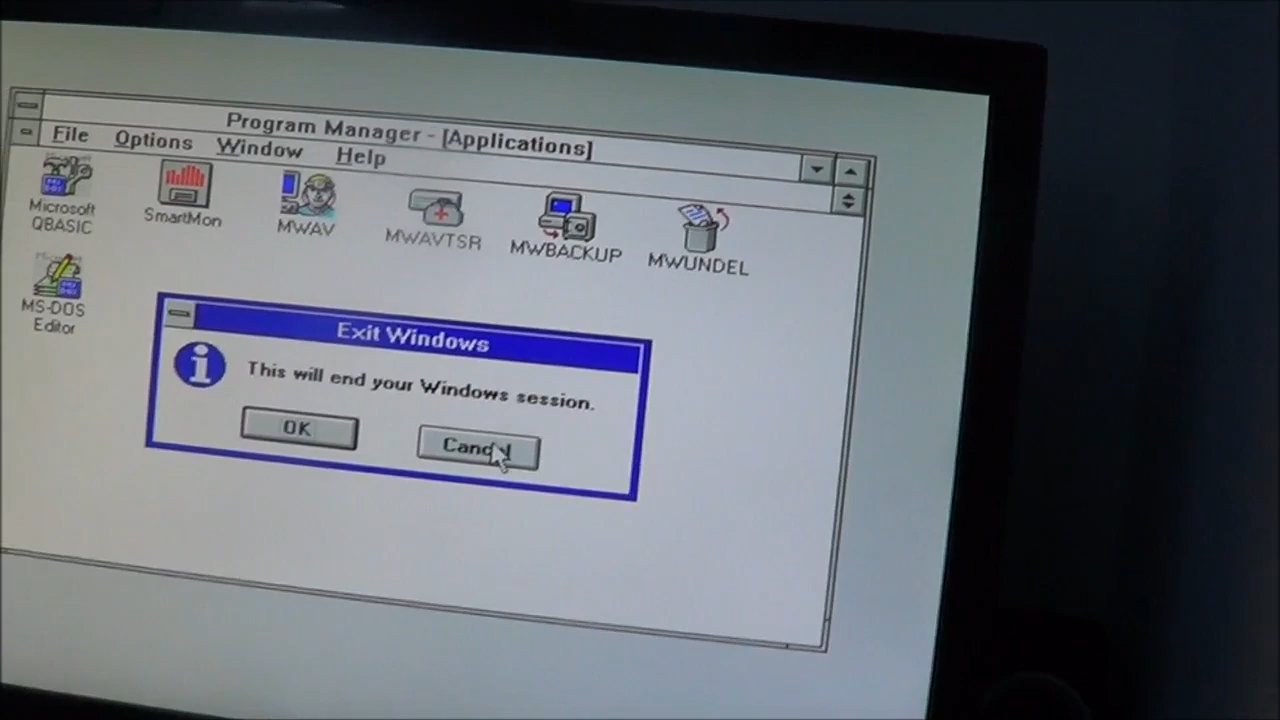 Program Manager - [Applications]
File Options Window Help
Microsoft
QBASIC
SmartMon
MWAV
MWAVTSR
MWBACKUP
MWUNDEL
MS-DOS
Editor
Exit Windows
This will end your Windows session.
OK
Cancel